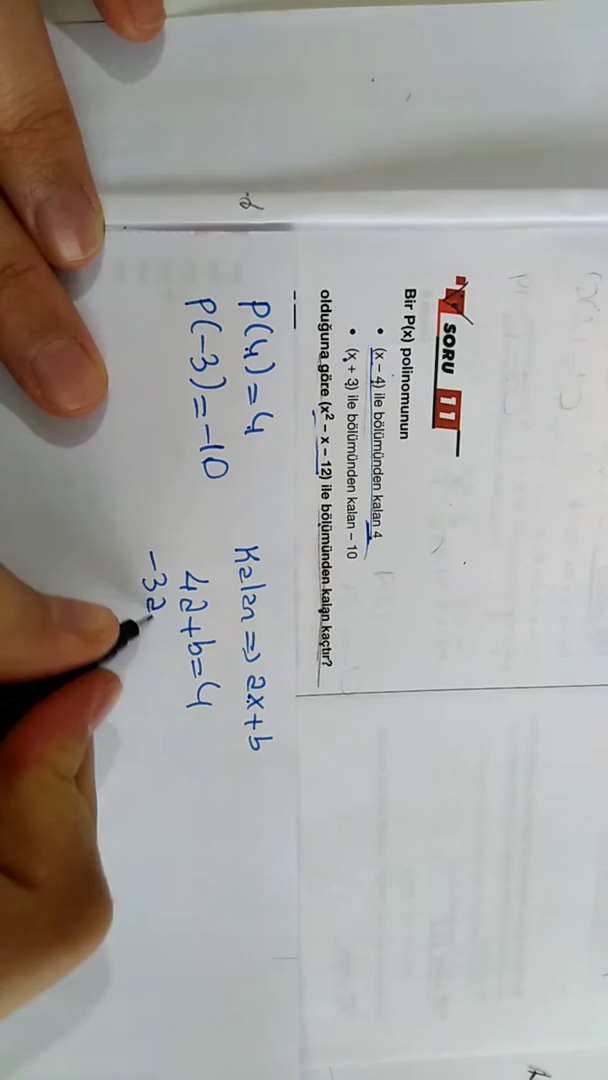 SORU 11
Bir P(x) polinomunun
• (x – 4) ile bölümünden kalan 4
• (x + 3) ile bölümünden kalan – 10
olduğuna göre (x² – x – 12) ile bölümünden kalan kaçtır?
P(4) = 4
P(-3) = -10
Kalan => ax+b
4a+b=4
-3a